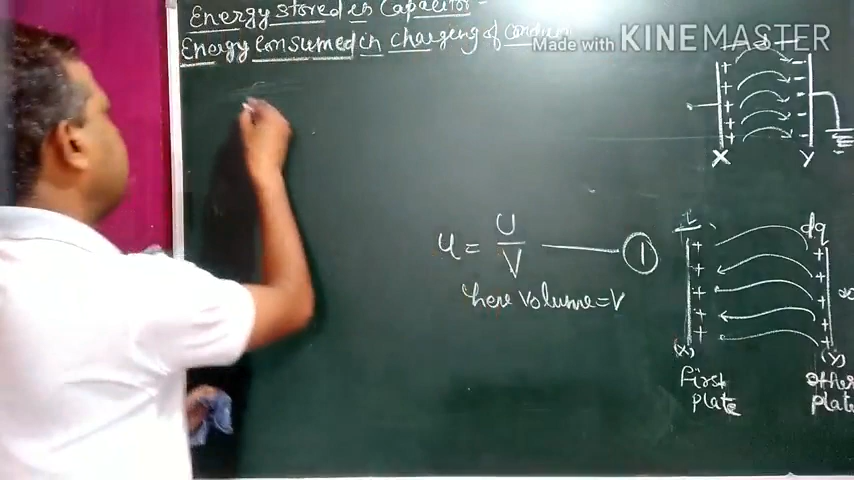 Energy stored in Capacitor -
Energy Consumed in charging of
Made with KINEMASTER
+ -
+ -
+ -
+ -
+ -
X Y
u = U/V ——— 1
here volume = V
dq
+ +
+ +
+ +
+ +
+ +
(X) (Y)
First
plate
other
plate